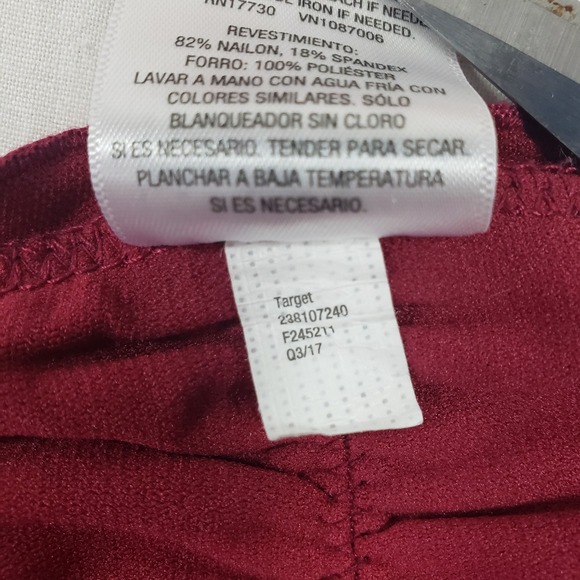 IF NEEDED
IRON IF NEEDED.
RN17730 VN1087006
REVESTIMIENTO:
82% NAILON, 18% SPANDEX
FORRO: 100% POLIÉSTER
LAVAR A MANO CON AGUA FRÍA CON
COLORES SIMILARES. SÓLO
BLANQUEADOR SIN CLORO
SI ES NECESARIO. TENDER PARA SECAR.
PLANCHAR A BAJA TEMPERATURA
SI ES NECESARIO.
Target
238107240
F245211
Q3/17